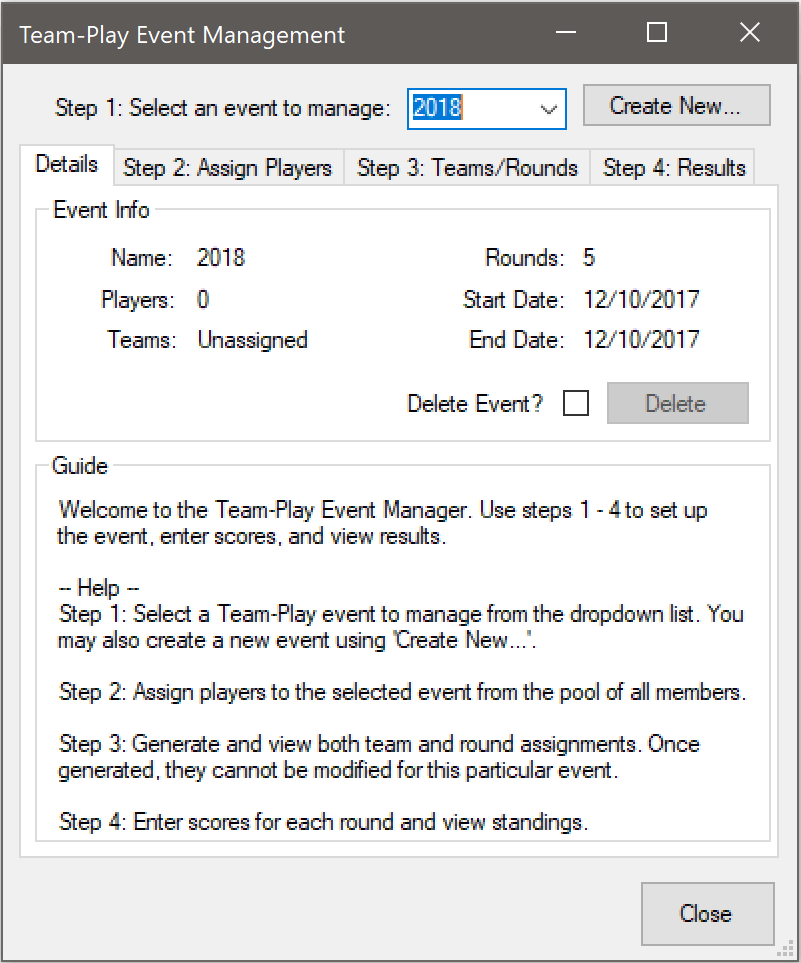 Team-Play Event Management
Step 1: Select an event to manage: 2018 Create New...
Details Step 2: Assign Players Step 3: Teams/Rounds Step 4: Results
Event Info
Name: 2018 Rounds: 5
Players: 0 Start Date: 12/10/2017
Teams: Unassigned End Date: 12/10/2017
Delete Event? Delete
Guide
Welcome to the Team-Play Event Manager. Use steps 1 - 4 to set up
the event, enter scores, and view results.
-- Help --
Step 1: Select a Team-Play event to manage from the dropdown list. You
may also create a new event using 'Create New...'.
Step 2: Assign players to the selected event from the pool of all members.
Step 3: Generate and view both team and round assignments. Once
generated, they cannot be modified for this particular event.
Step 4: Enter scores for each round and view standings.
Close